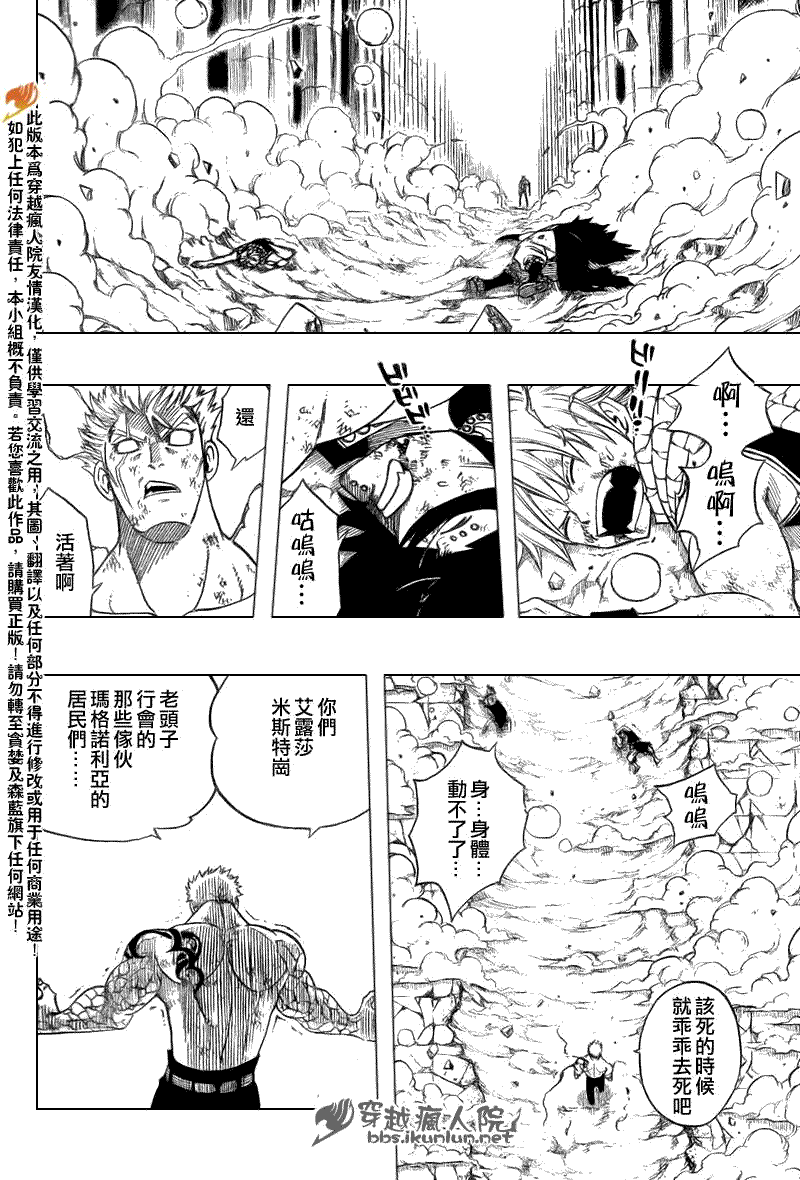 啊…
嗚啊…
咕嗚嗚…
還
活著啊
嗚嗚
身…身體
動不了了…
該死的時候
就乖乖去死吧
你們
艾露莎
米斯特崗
老頭子
行會的
那些傢伙
瑪格諾利亞的
居民們……
此版本爲穿越瘋人院友情漢化，僅供學習交流之用，其圖、翻譯以及任何部分不得進行修改或用于任何商業用途！
如犯上任何法律責任，本小組概不負責。若您喜歡此作品，請購買正版！請勿轉至貪婪及森藍旗下任何網站！
穿越瘋人院
bbs.ikunlun.net